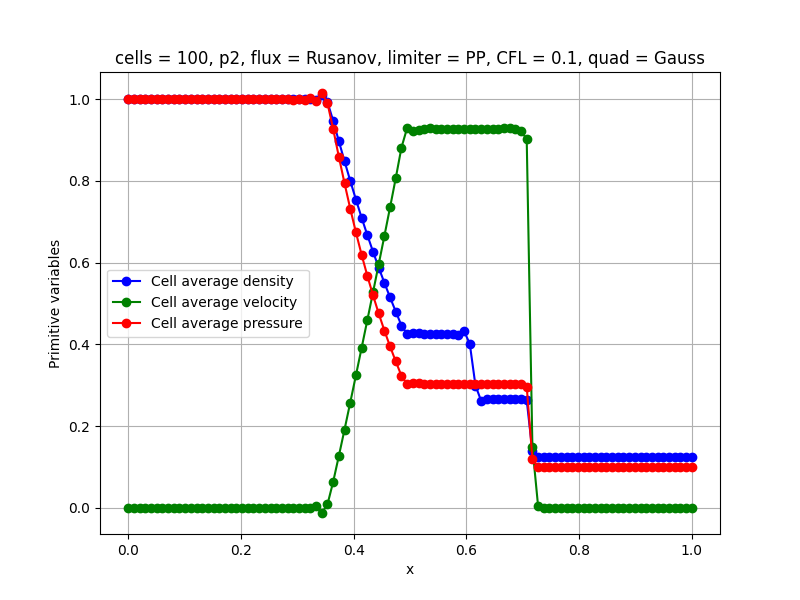 cells = 100, p2, flux = Rusanov, limiter = PP, CFL = 0.1, quad = Gauss
1.0
0.8
0.6
0.4
0.2
0.0
Primitive variables
Cell average density
Cell average velocity
Cell average pressure
0.0 0.2 0.4 0.6 0.8 1.0
x